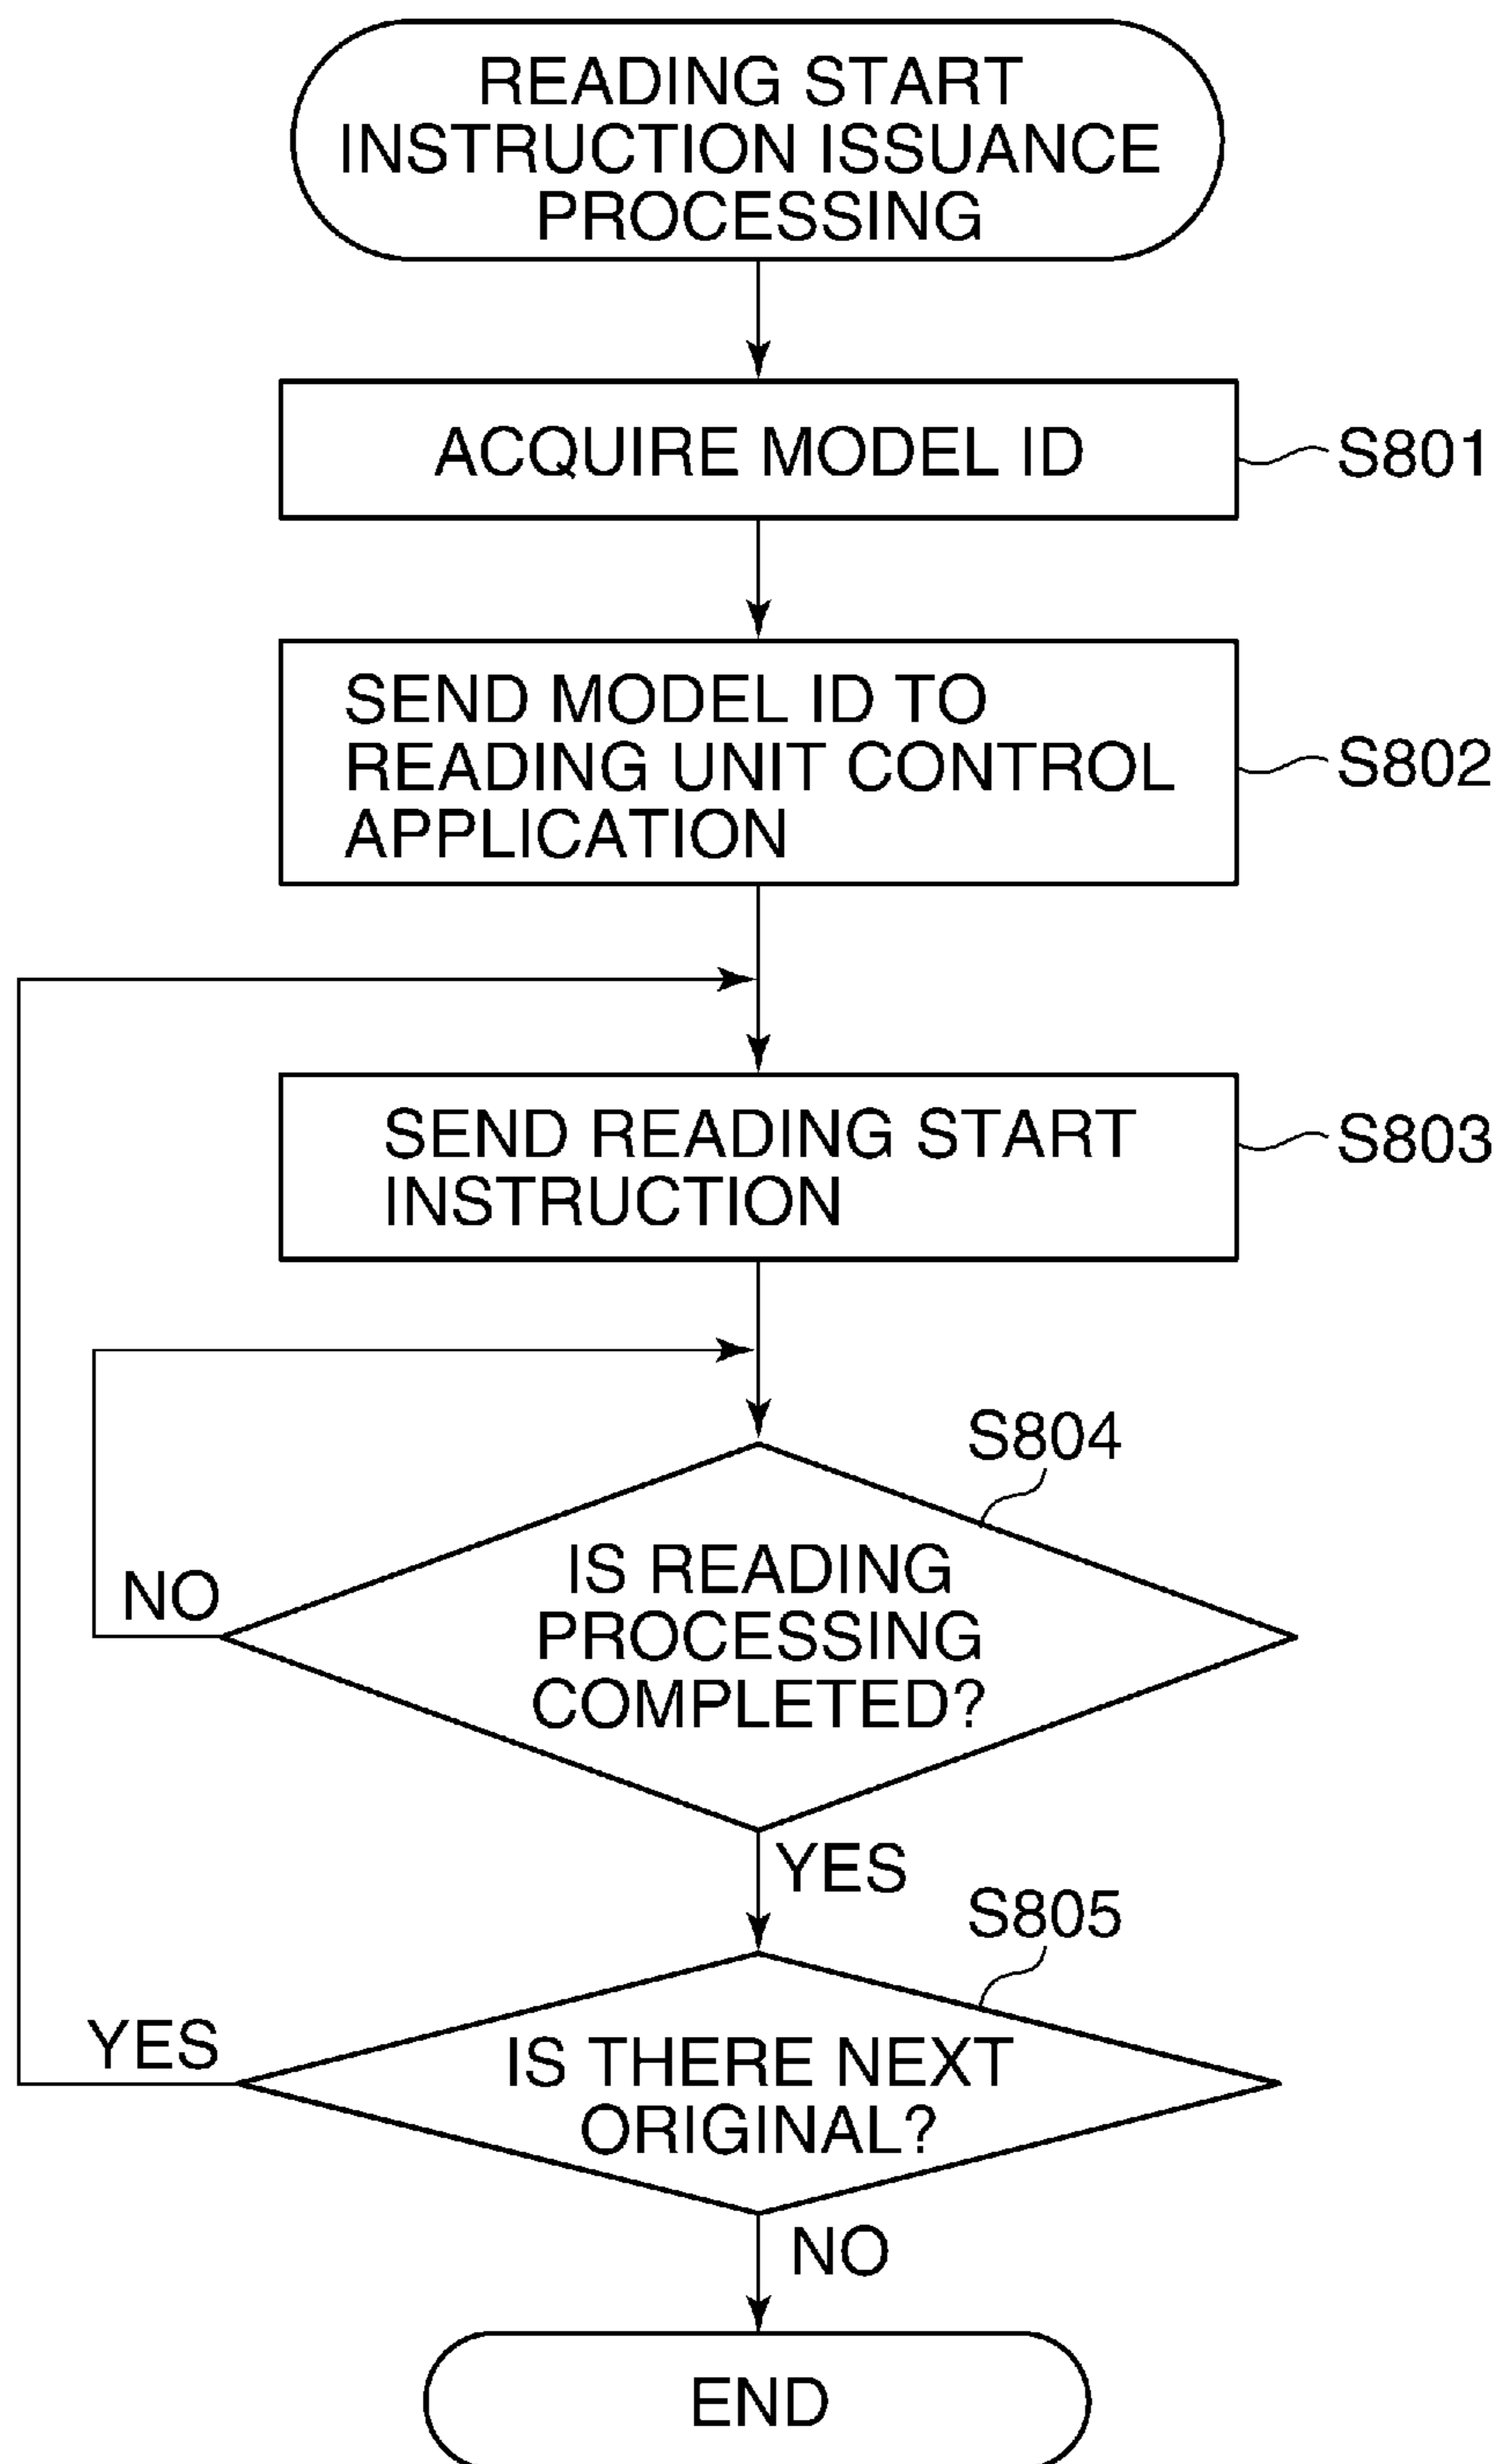 READING START
INSTRUCTION ISSUANCE
PROCESSING
ACQUIRE MODEL ID
S801
SEND MODEL ID TO
READING UNIT CONTROL
APPLICATION
S802
SEND READING START
INSTRUCTION
S803
S804
IS READING
PROCESSING
COMPLETED?
NO
YES
S805
IS THERE NEXT
ORIGINAL?
YES
NO
END